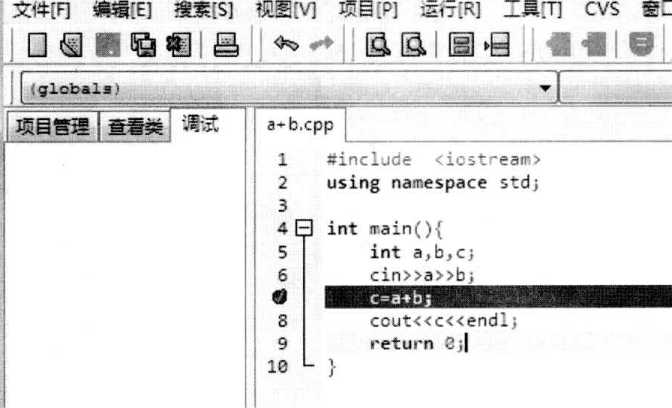 文件[F] 编辑[E] 搜索[S] 视图[V] 项目[P] 运行[R] 工具[T] CVS 窗口
(globals)
项目管理 查看类 调试 a+b.cpp
1 #include <iostream>
2 using namespace std;
3
4 int main(){
5 int a,b,c;
6 cin>>a>>b;
c=a+b;
8 cout<<c<<endl;
9 return 0;
10 }